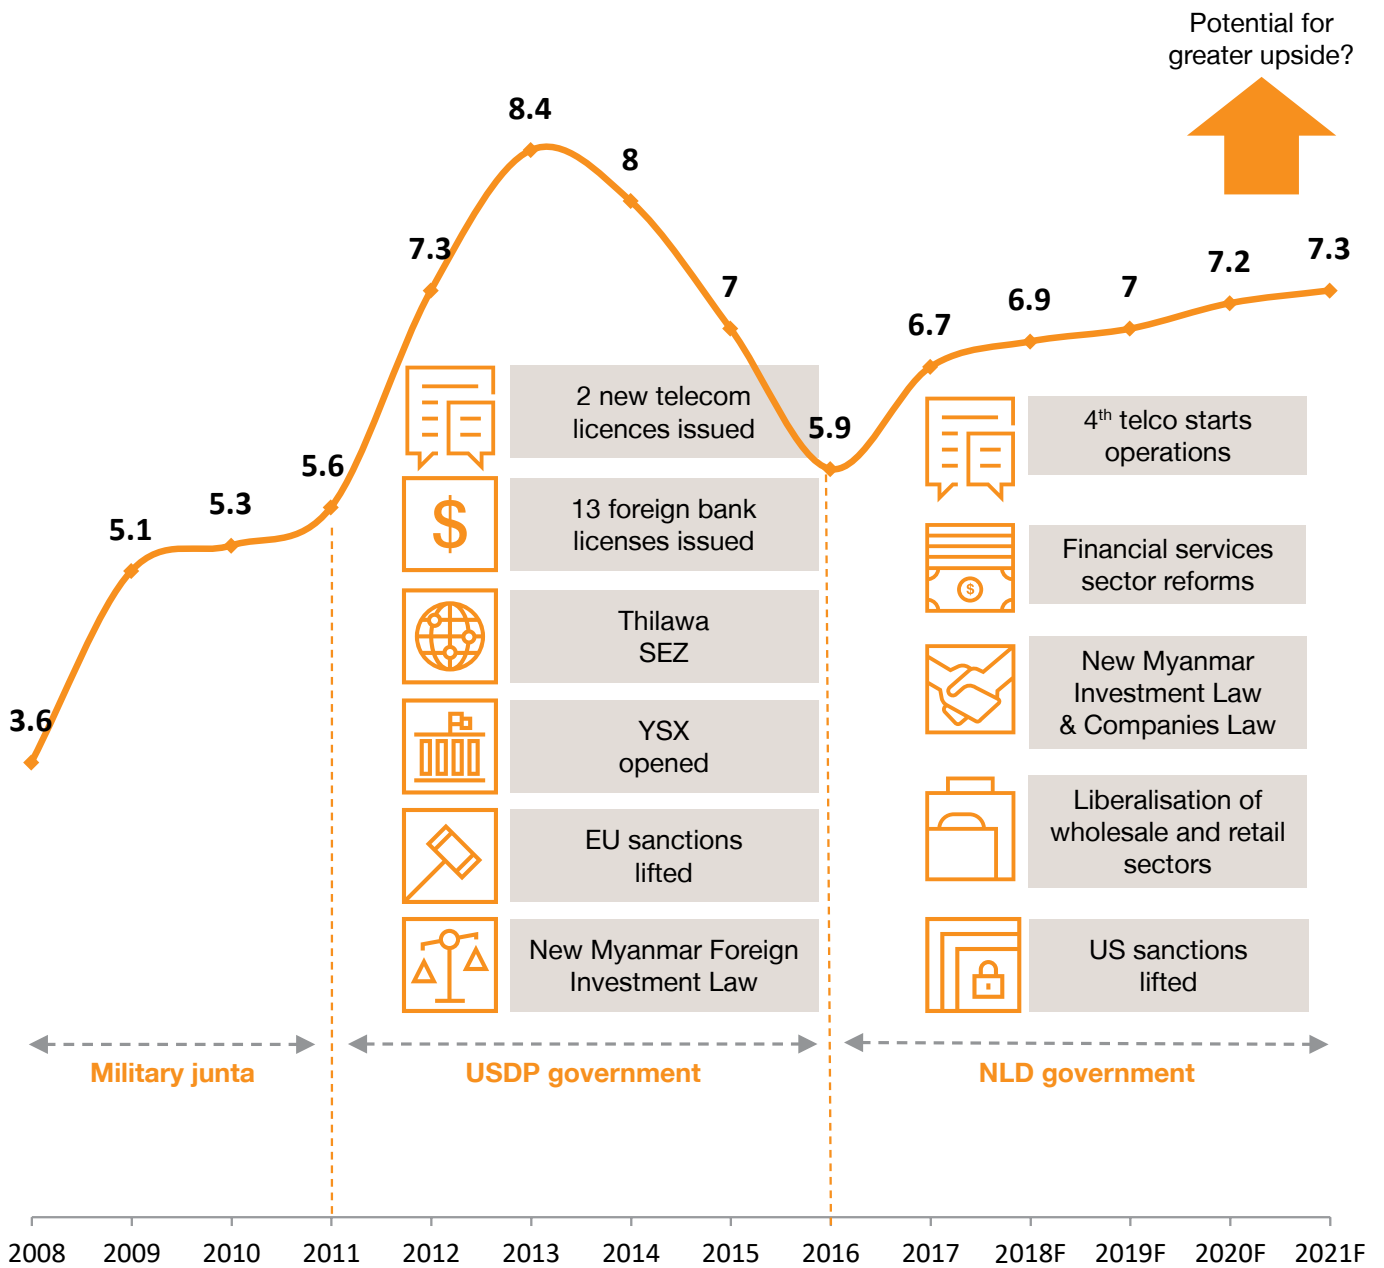 Potential for
greater upside?
8.4
8
7.3
7
7.3
7.2
7
6.9
6.7
5.9
5.6
5.3
5.1
3.6
2 new telecom
licences issued
$
13 foreign bank
licenses issued
Thilawa
SEZ
YSX
opened
EU sanctions
lifted
New Myanmar Foreign
Investment Law
4th telco starts
operations
$
Financial services
sector reforms
New Myanmar
Investment Law
& Companies Law
Liberalisation of
wholesale and retail
sectors
US sanctions
lifted
Military junta
USDP government
NLD government
2008 2009 2010 2011 2012 2013 2014 2015 2016 2017 2018F 2019F 2020F 2021F